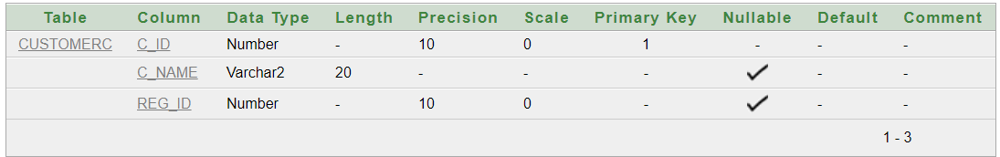 Table Column Data Type Length Precision Scale Primary Key Nullable Default Comment
CUSTOMERC C_ID Number - 10 0 1 - - -
C_NAME Varchar2 20 - - - - -
REG_ID Number - 10 0 - - -
1 - 3